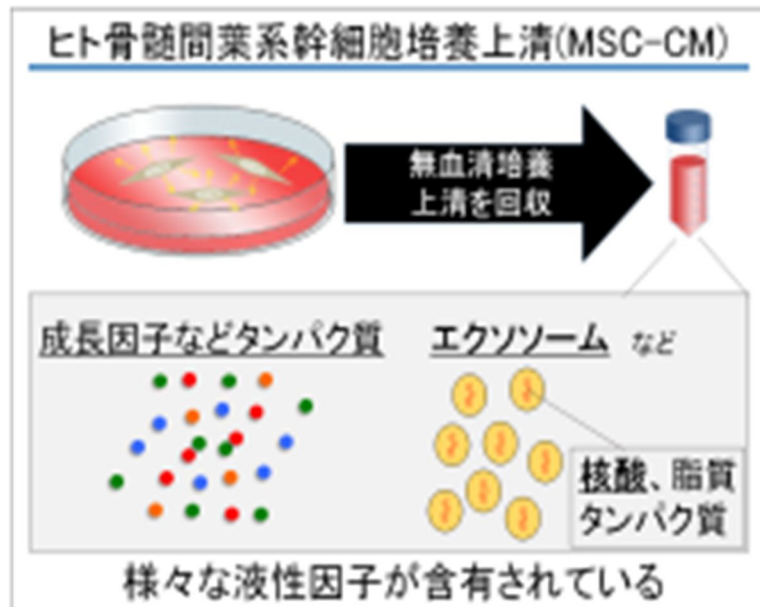 ヒト骨髄間葉系幹細胞培養上清(MSC-CM)
無血清培養
上清を回収
成長因子などタンパク質
エクソソーム など
核酸、脂質
タンパク質
様々な液性因子が含有されている